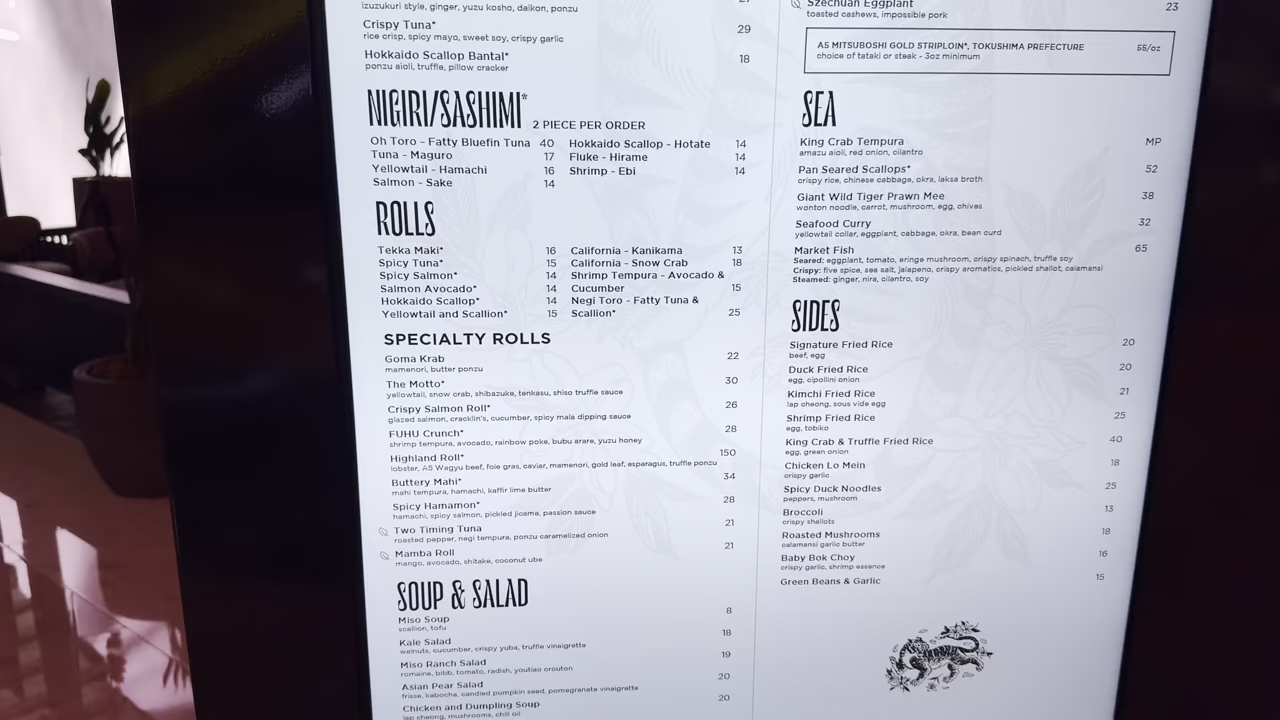 izuzukuri style, ginger, yuzu kosho, daikon, ponzu
Crispy Tuna* 29
rice crisp, spicy mayo, sweet soy, crispy garlic
Hokkaido Scallop Bantal* 18
ponzu aioli, truffle, pillow cracker
NIGIRI/SASHIMI* 2 PIECE PER ORDER
Oh Toro - Fatty Bluefin Tuna 40
Tuna - Maguro 17
Yellowtail - Hamachi 16
Salmon - Sake 14
Hokkaido Scallop - Hotate 14
Fluke - Hirame 14
Shrimp - Ebi 14
ROLLS
Tekka Maki* 16
Spicy Tuna* 15
Spicy Salmon* 14
Salmon Avocado* 14
Hokkaido Scallop* 14
Yellowtail and Scallion* 15
California - Kanikama 13
California - Snow Crab 18
Shrimp Tempura - Avocado &
Cucumber 15
Negi Toro - Fatty Tuna &
Scallion* 25
SPECIALTY ROLLS
Goma Krab 22
mamenori, butter ponzu
The Motto* 30
yellowtail, snow crab, shibazuke, tenkasu, shiso truffle sauce
Crispy Salmon Roll* 26
glazed salmon, cracklin's, cucumber, spicy mala dipping sauce
FUHU Crunch* 28
shrimp tempura, avocado, rainbow poke, bubu arare, yuzu honey
Highland Roll* 150
lobster, A5 Wagyu beef, foie gras, caviar, mamenori, gold leaf, asparagus, truffle ponzu
Buttery Mahi* 34
mahi tempura, hamachi, kaffir lime butter
Spicy Hamamon* 28
hamachi, spicy salmon, pickled jicama, passion sauce
Two Timing Tuna 21
roasted pepper, negi tempura, ponzu caramelized onion
Mamba Roll 21
mango, avocado, shitake, coconut ube
SOUP & SALAD
Miso Soup 8
scallion, tofu
Kale Salad 18
walnuts, cucumber, crispy yuba, truffle vinaigrette
Miso Ranch Salad 19
romaine, bibb, tomato, radish, youtiao crouton
Asian Pear Salad 20
frisse, kabocha, candied pumpkin seed, pomegranate vinaigrette
Chicken and Dumpling Soup 20
lap cheong, mushrooms, chili oil
Szechuan Eggplant 23
toasted cashews, impossible pork
A5 MITSUBOSHI GOLD STRIPLOIN*, TOKUSHIMA PREFECTURE 55/oz
choice of tataki or steak - 3oz minimum
SEA
King Crab Tempura MP
amazu aioli, red onion, cilantro
Pan Seared Scallops* 52
crispy rice, chinese cabbage, okra, laksa broth
Giant Wild Tiger Prawn Mee 38
wonton noodle, carrot, mushroom, egg, chives
Seafood Curry 32
yellowtail collar, eggplant, cabbage, okra, bean curd
Market Fish 65
Seared: eggplant, tomato, eringe mushroom, crispy spinach, truffle soy
Crispy: five spice, sea salt, jalapeno, crispy aromatics, pickled shallot, calamansi
Steamed: ginger, nira, cilantro, soy
SIDES
Signature Fried Rice 20
beef, egg
Duck Fried Rice 20
egg, cipollini onion
Kimchi Fried Rice 21
lap cheong, sous vide egg
Shrimp Fried Rice 25
egg, tobiko
King Crab & Truffle Fried Rice 40
egg, green onion
Chicken Lo Mein 18
crispy garlic
Spicy Duck Noodles 25
peppers, mushroom
Broccoli 13
crispy shallots
Roasted Mushrooms 18
calamansi garlic butter
Baby Bok Choy 16
crispy garlic, shrimp essence
Green Beans & Garlic 15